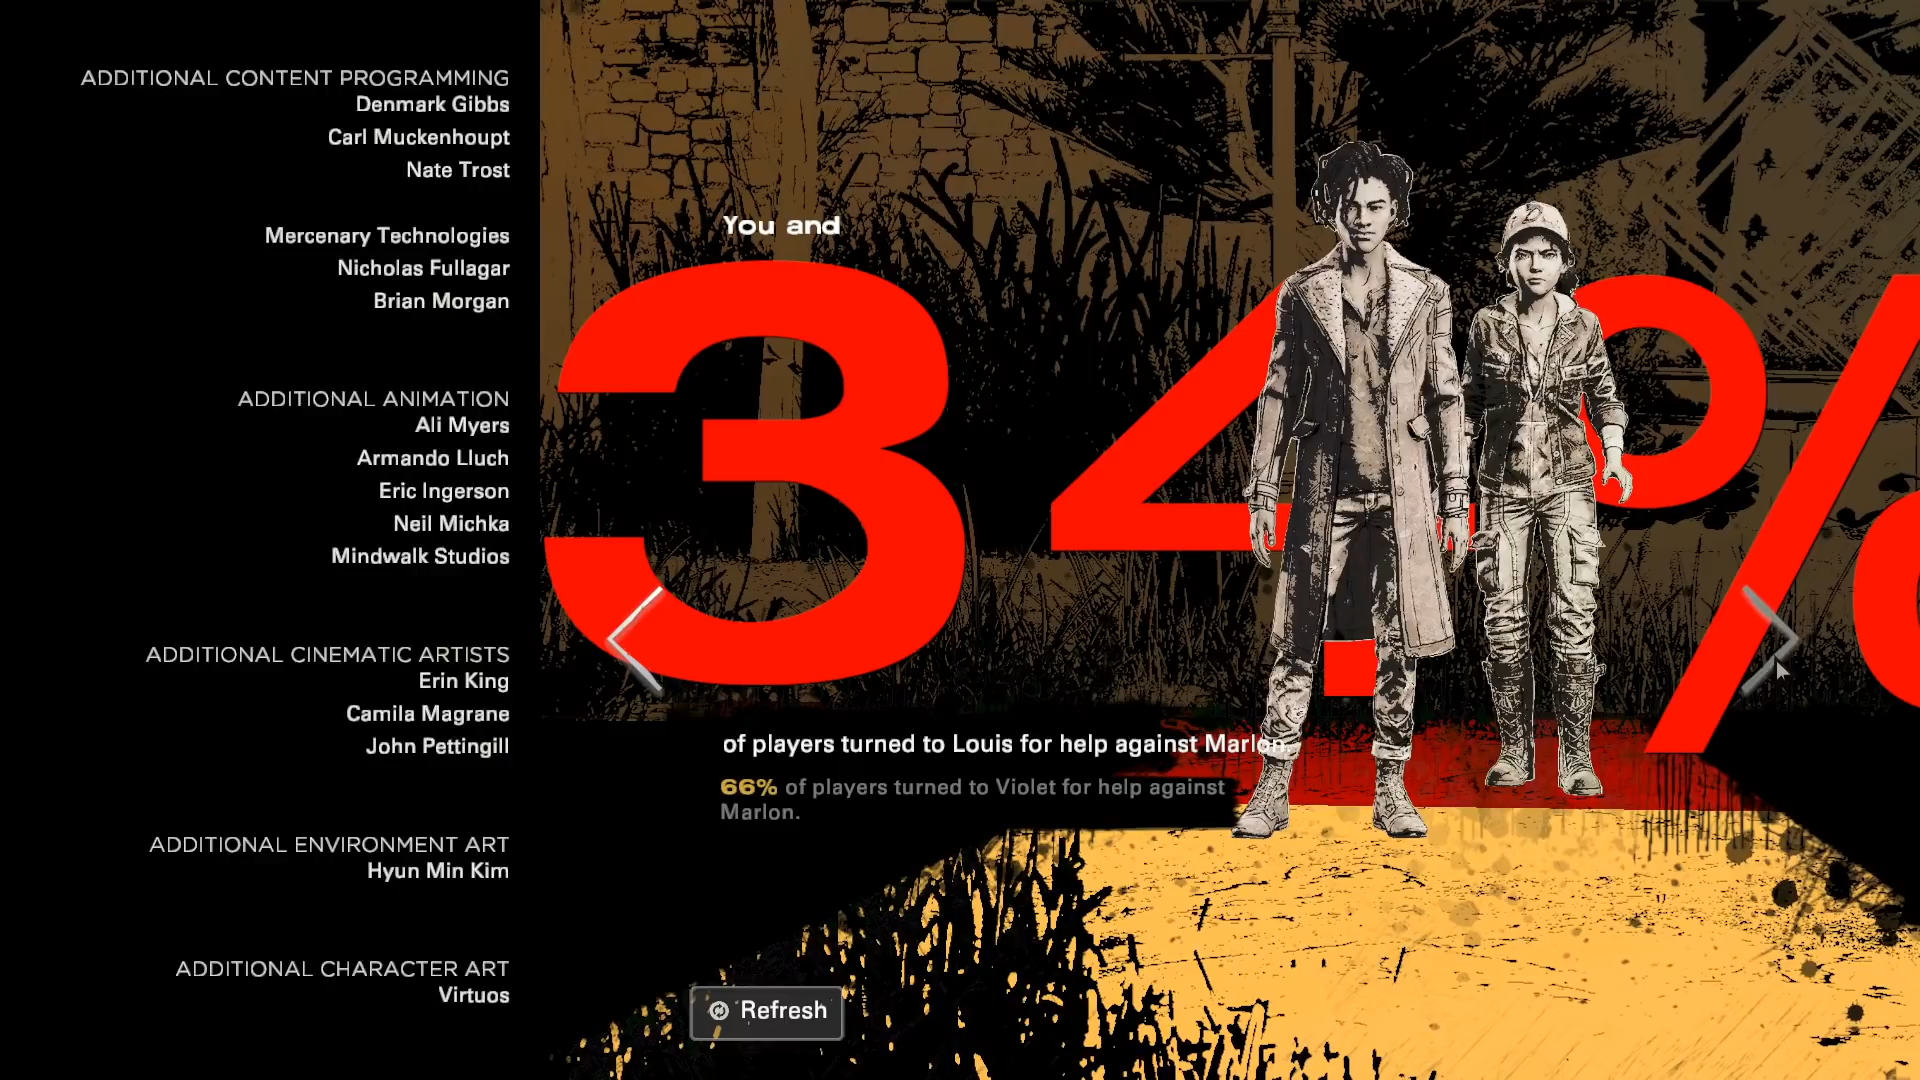 ADDITIONAL CONTENT PROGRAMMING
Denmark Gibbs
Carl Muckenhoupt
Nate Trost
Mercenary Technologies
Nicholas Fullagar
Brian Morgan
ADDITIONAL ANIMATION
Ali Myers
Armando Lluch
Eric Ingerson
Neil Michka
Mindwalk Studios
ADDITIONAL CINEMATIC ARTISTS
Erin King
Camila Magrane
John Pettingill
ADDITIONAL ENVIRONMENT ART
Hyun Min Kim
ADDITIONAL CHARACTER ART
Virtuos
You and
34%
of players turned to Louis for help against Marlon.
66% of players turned to Violet for help against
Marlon.
Refresh